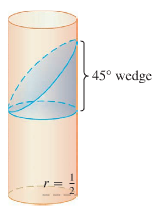 45° wedge
r = 1/2